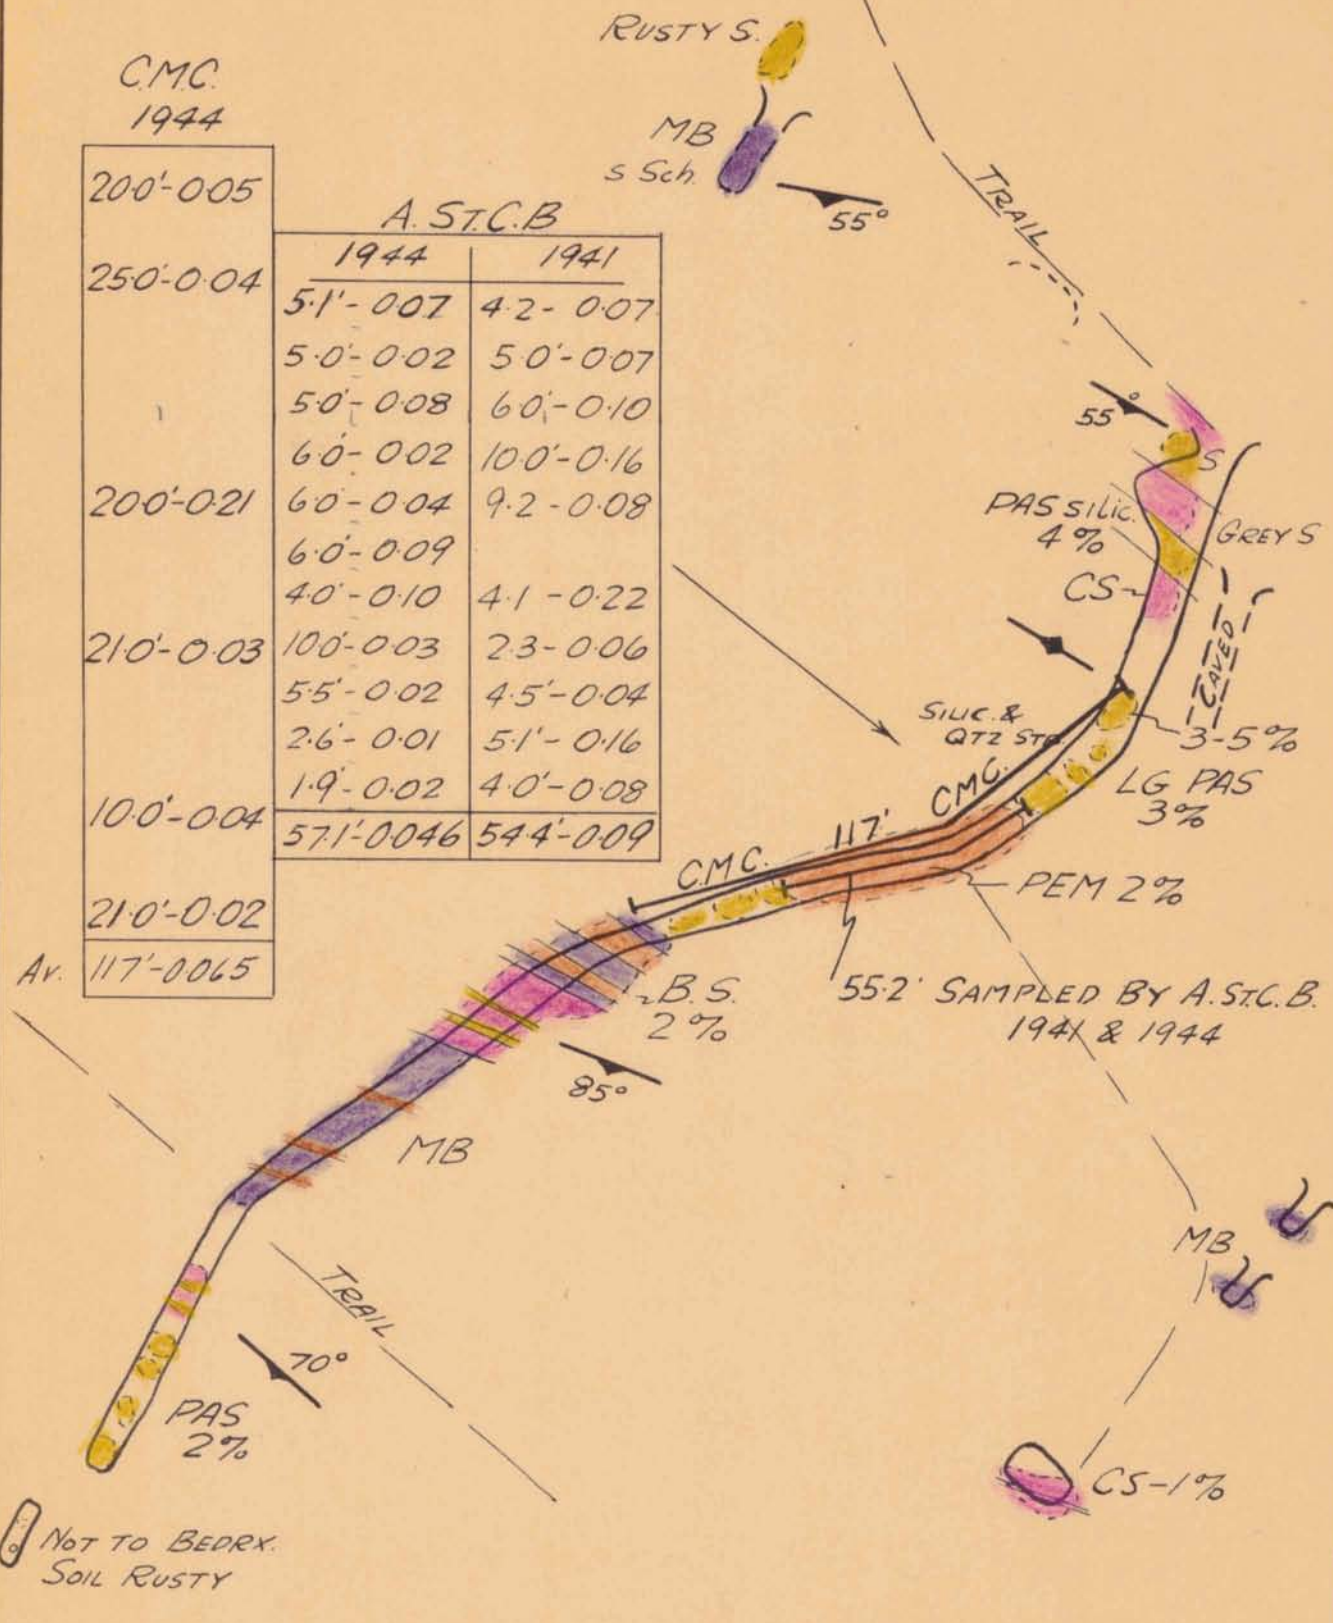 C.M.C.
1944
20.0'-0.05
25.0'-0.04
20.0'-0.21
21.0'-0.03
10.0'-0.04
21.0'-0.02
Av. 117'-0.065
A. ST.C.B
1944 1941
5.1'-0.07 4.2-0.07
5.0'-0.02 5.0'-0.07
5.0'-0.08 6.0'-0.10
6.0'-0.02 10.0'-0.16
6.0'-0.04 9.2-0.08
6.0'-0.09
4.0'-0.10 4.1-0.22
10.0'-0.03 2.3-0.06
5.5'-0.02 4.5'-0.04
2.6'-0.01 5.1'-0.16
1.9'-0.02 4.0'-0.08
57.1'-0.046 54.4'-0.09
RUSTY S.
MB
S Sch.
55°
TRAIL
55°
S
PAS SILIC.
4%
GREY S
CS
CAVED
SILIC. &
QTZ STR.
3-5%
C.M.C.
LG PAS
3%
117'
C.M.C.
PEM 2%
B.S.
2%
55.2' SAMPLED BY A.ST.C.B.
1941 & 1944
85°
MB
MB
TRAIL
70°
PAS
2%
CS-1%
NOT TO BEDRX.
SOIL RUSTY